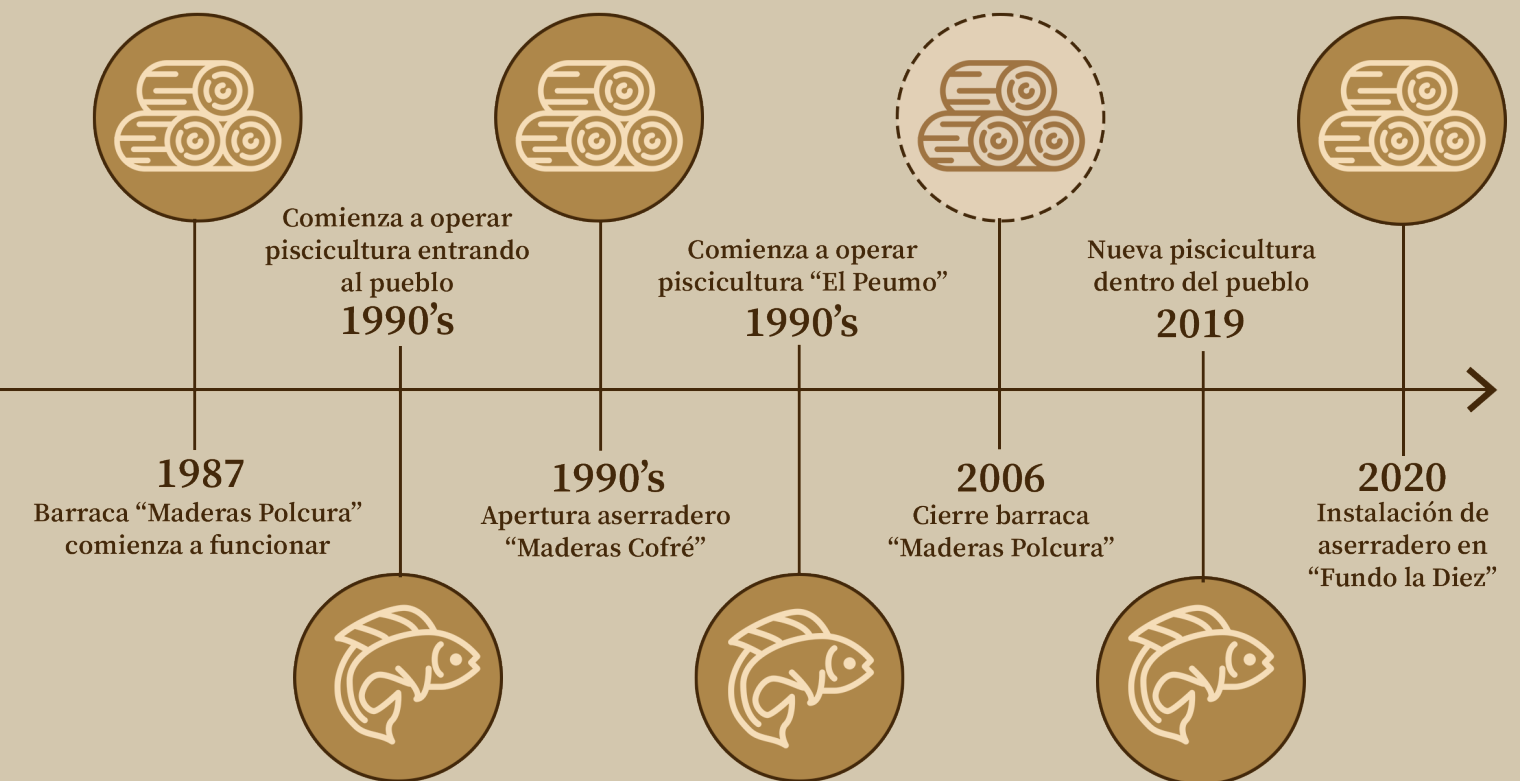 1987
Barraca “Maderas Polcura”
comienza a funcionar
Comienza a operar
piscicultura entrando
al pueblo
1990’s
1990’s
Apertura aserradero
“Maderas Cofré”
Comienza a operar
piscicultura “El Peumo”
1990’s
2006
Cierre barraca
“Maderas Polcura”
Nueva piscicultura
dentro del pueblo
2019
2020
Instalación de
aserradero en
“Fundo la Diez”